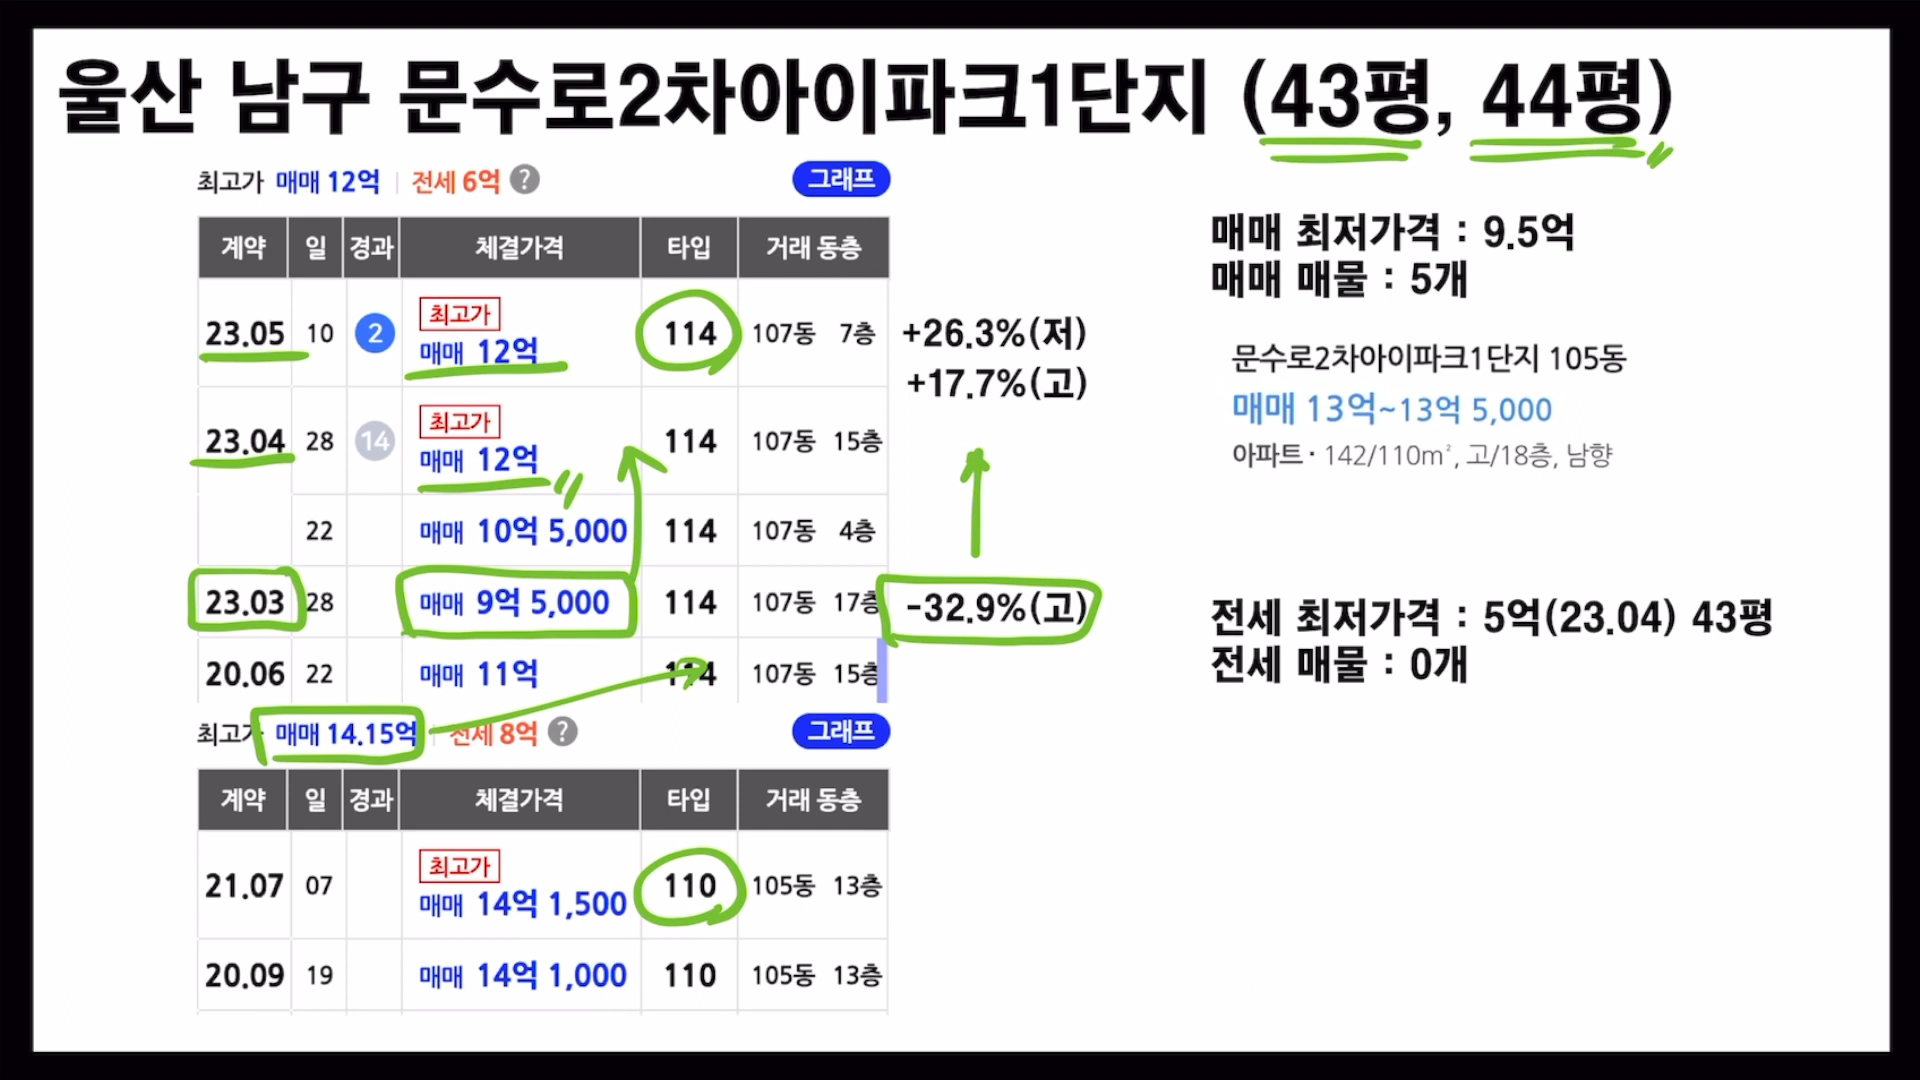 울산 남구 문수로2차아이파크1단지 (43평, 44평)
최고가 매매 12억 | 전세 6억 ? 그래프
계약 일 경과 체결가격 타입 거래 동층
23.05 10 2 최고가 매매 12억 114 107동 7층
+26.3%(저)
+17.7%(고)
23.04 28 14 최고가 매매 12억 114 107동 15층
22 매매 10억 5,000 114 107동 4층
23.03 28 매매 9억 5,000 114 107동 17층 -32.9%(고)
20.06 22 매매 11억 114 107동 15층
최고가 매매 14.15억 | 전세 8억 ? 그래프
계약 일 경과 체결가격 타입 거래 동층
21.07 07 최고가 매매 14억 1,500 110 105동 13층
20.09 19 매매 14억 1,000 110 105동 13층
매매 최저가격 : 9.5억
매매 매물 : 5개
문수로2차아이파크1단지 105동
매매 13억~13억 5,000
아파트 · 142/110m², 고/18층, 남향
전세 최저가격 : 5억(23.04) 43평
전세 매물 : 0개